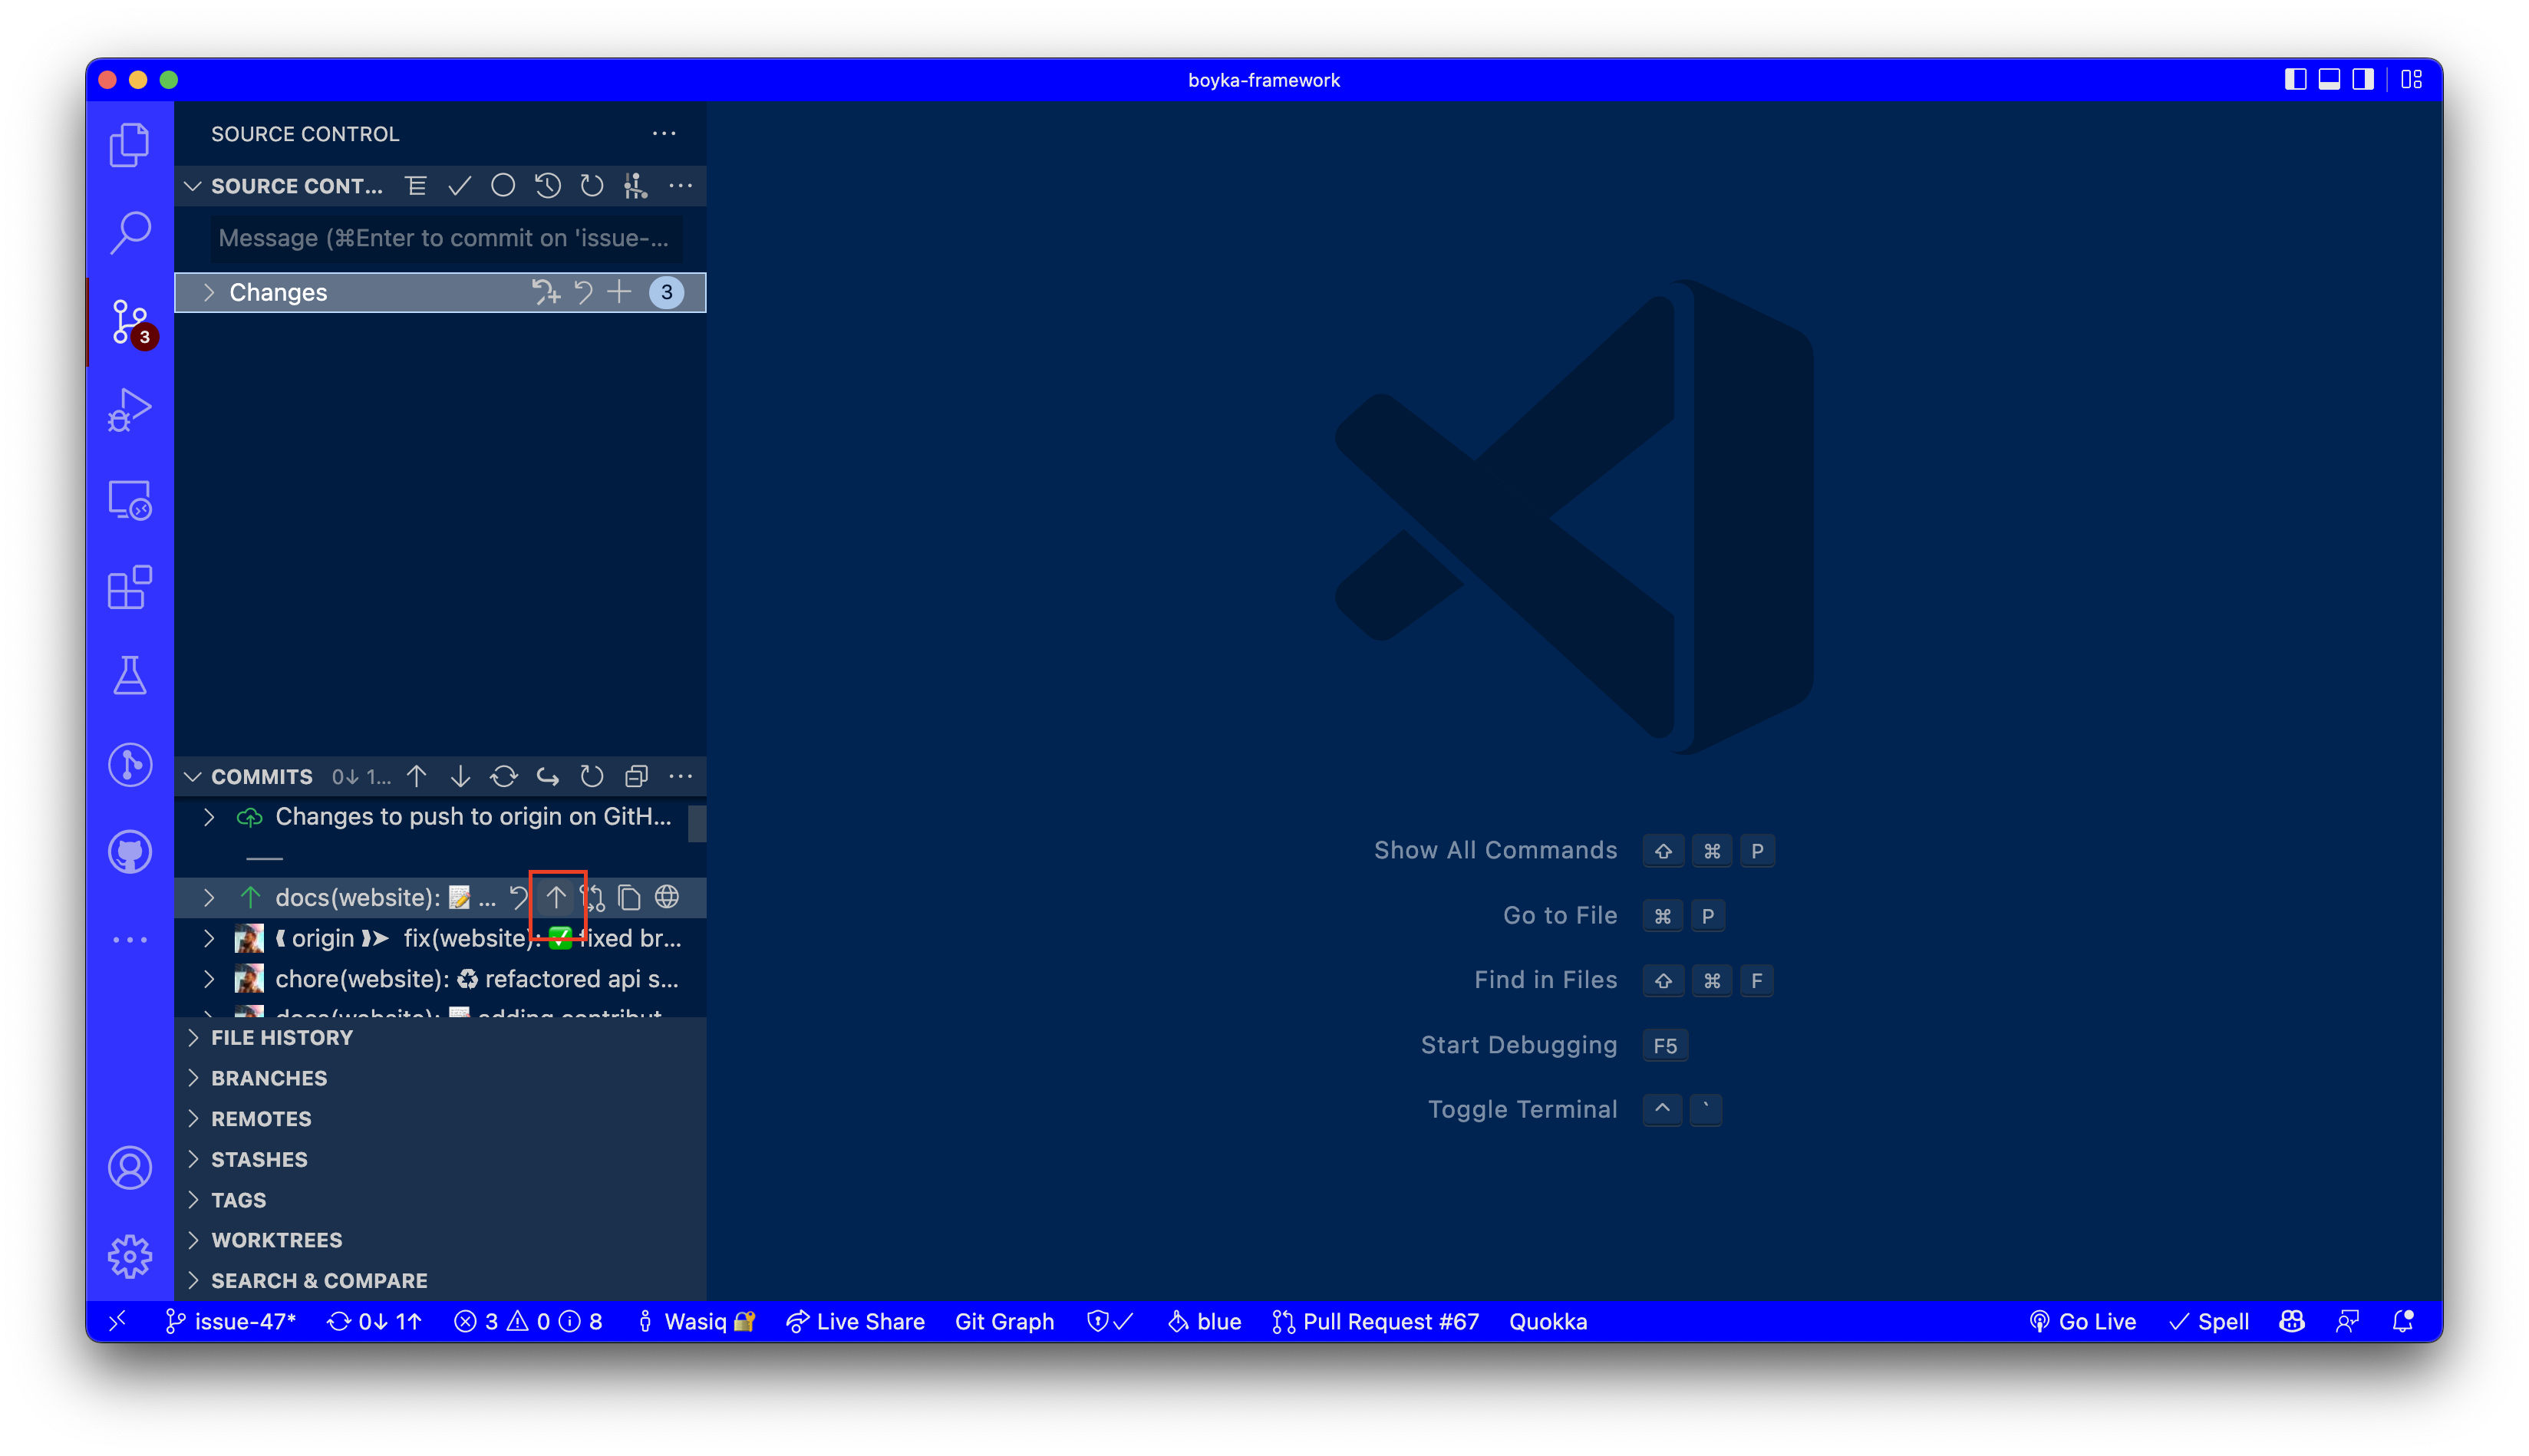 boyka-framework
SOURCE CONTROL
SOURCE CONT...
Message (⌘Enter to commit on 'issue-...
Changes 3
3
COMMITS 0↓ 1...
Changes to push to origin on GitH...
docs(website): 📝 ...
⟪ origin ⟫➤ fix(website): ✅ fixed br...
chore(website): ♻ refactored api s...
docs(website): 📝 adding contribut
FILE HISTORY
BRANCHES
REMOTES
STASHES
TAGS
WORKTREES
SEARCH & COMPARE
Show All Commands ⇧ ⌘ P
Go to File ⌘ P
Find in Files ⇧ ⌘ F
Start Debugging F5
Toggle Terminal ^ `
issue-47* 0↓ 1↑ 3 0 8 Wasiq 🔐 Live Share Git Graph blue Pull Request #67 Quokka Go Live Spell